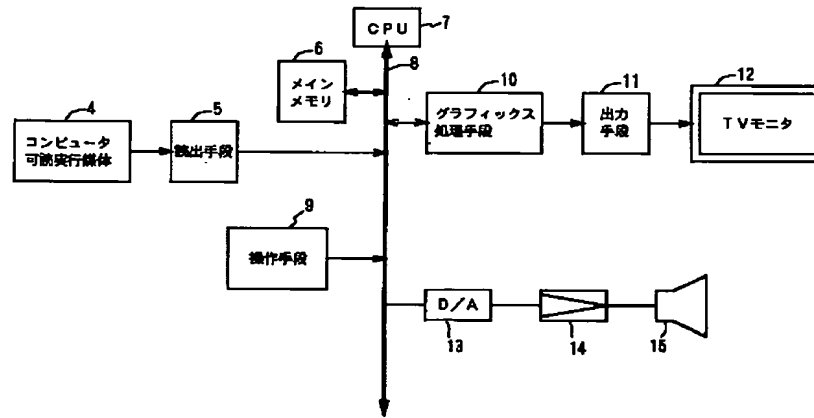 CPU
7
6
8
メイン
メモリ
10
グラフィックス
処理手段
11
出力
手段
12
TVモニタ
4
コンピュータ
可読実行媒体
5
読出手段
9
操作手段
D/A
13
14
15